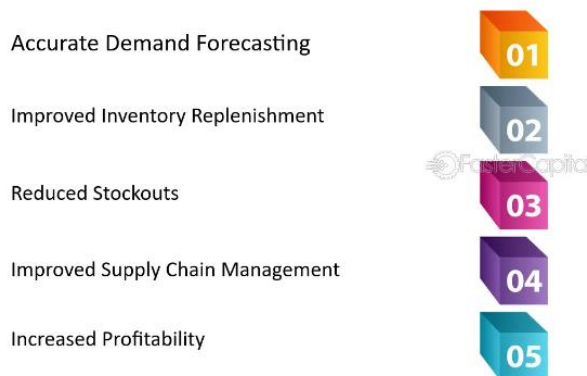 Accurate Demand Forecasting
01
Improved Inventory Replenishment
02
FasterCapital
Reduced Stockouts
03
Improved Supply Chain Management
04
Increased Profitability
05